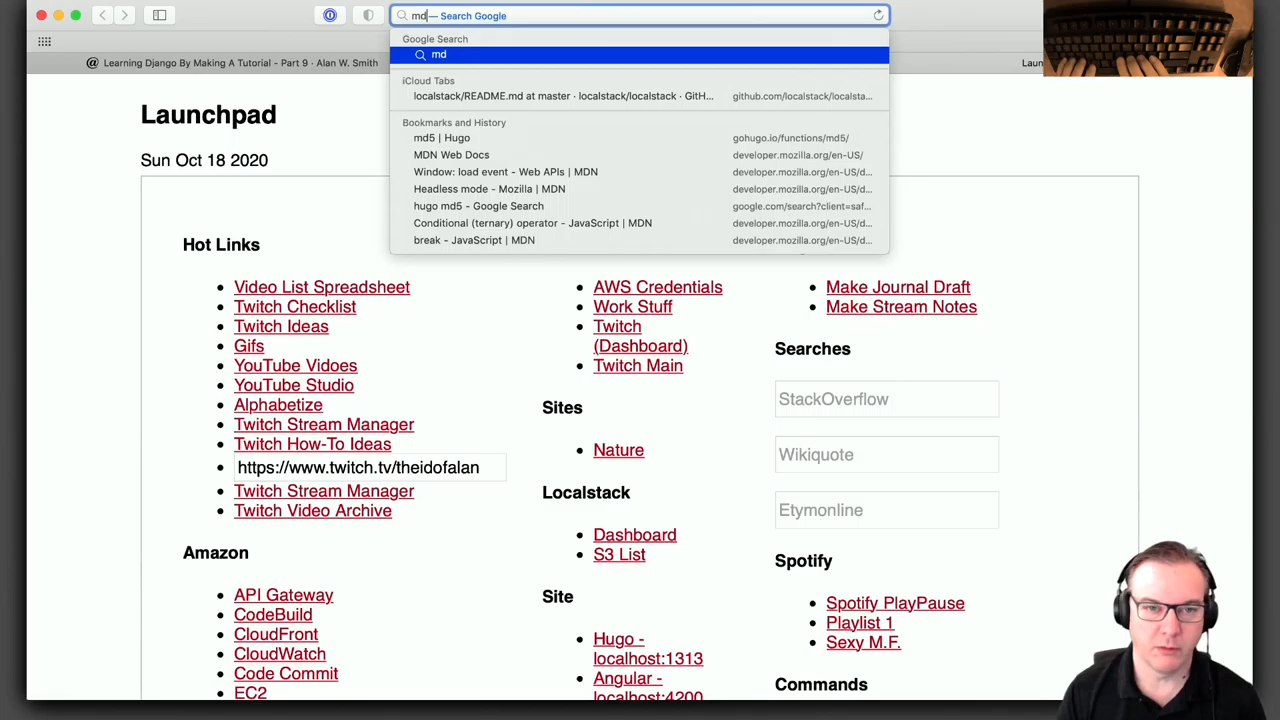 md — Search Google
Google Search
md
iCloud Tabs
localstack/README.md at master · localstack/localstack · GitH... github.com/localstack/localsta...
Bookmarks and History
md5 | Hugo gohugo.io/functions/md5/
MDN Web Docs developer.mozilla.org/en-US/
Window: load event - Web APIs | MDN developer.mozilla.org/en-US/d...
Headless mode - Mozilla | MDN developer.mozilla.org/en-US/d...
hugo md5 - Google Search google.com/search?client=saf...
Conditional (ternary) operator - JavaScript | MDN developer.mozilla.org/en-US/d...
break - JavaScript | MDN developer.mozilla.org/en-US/d...
@ Learning Django By Making A Tutorial - Part 9 · Alan W. Smith
Laun
Launchpad
Sun Oct 18 2020
Hot Links
Video List Spreadsheet
Twitch Checklist
Twitch Ideas
Gifs
YouTube Vidoes
YouTube Studio
Alphabetize
Twitch Stream Manager
Twitch How-To Ideas
https://www.twitch.tv/theidofalan
Twitch Stream Manager
Twitch Video Archive
Amazon
API Gateway
CodeBuild
CloudFront
CloudWatch
Code Commit
EC2
AWS Credentials
Work Stuff
Twitch
(Dashboard)
Twitch Main
Sites
Nature
Localstack
Dashboard
S3 List
Site
Hugo -
localhost:1313
Angular -
localhost:4200
Make Journal Draft
Make Stream Notes
Searches
StackOverflow
Wikiquote
Etymonline
Spotify
Spotify PlayPause
Playlist 1
Sexy M.F.
Commands